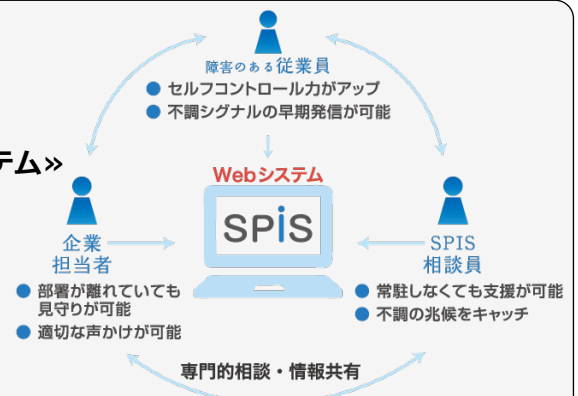 障害のある従業員
● セルフコントロール力がアップ
● 不調シグナルの早期発信が可能
テム»
Webシステム
SPiS
企業
担当者
● 部署が離れていても
見守りが可能
● 適切な声かけが可能
SPIS
相談員
● 常駐しなくても支援が可能
● 不調の兆候をキャッチ
専門的相談・情報共有